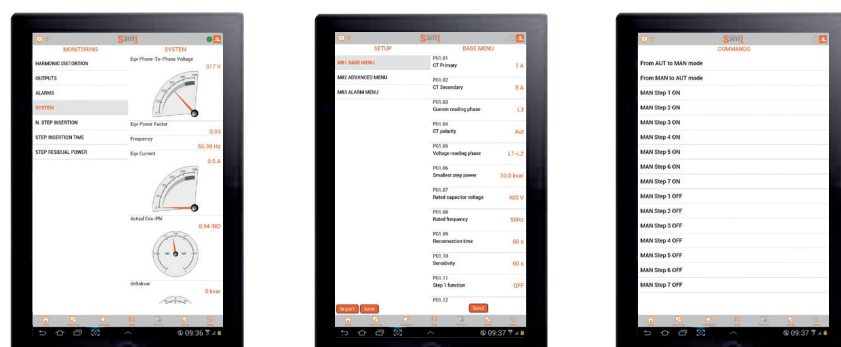 Sam1
MONITORING
HARMONIC DISTORTION
OUTPUTS
ALARMS
SYSTEM
N. STEP INSERTION
STEP INSERTION TIME
STEP RESIDUAL POWER
SYSTEM
Eqv Phase-To-Phase Voltage
317 V
Eqv Power Factor
0.93
Frequency
50.39 Hz
Eqv Current
0.5 A
Actual Cos-Phi
0.94 IND
deltakvar
0 kvar
09:36
Sam1
SETUP
M01 BASE MENU
M02 ADVANCED MENU
M03 ALARM MENU
BASE MENU
P01.01
CT Primary
1 A
P01.02
CT Secondary
5 A
P01.03
Current reading phase
L3
P01.04
CT polarity
Aut
P01.05
Voltage reading phase
L1-L2
P01.06
Smallest step power
10.0 kvar
P01.07
Rated capacitor voltage
400 V
P01.08
Rated frequency
50Hz
P01.09
Reconnection time
60 s
P01.10
Sensitivity
60 s
P01.11
Step 1 function
OFF
P01.12
Import Save
Send
09:37
Sam1
COMMANDS
From AUT to MAN mode
From MAN to AUT mode
MAN Step 1 ON
MAN Step 2 ON
MAN Step 3 ON
MAN Step 4 ON
MAN Step 5 ON
MAN Step 6 ON
MAN Step 7 ON
MAN Step 1 OFF
MAN Step 2 OFF
MAN Step 3 OFF
MAN Step 4 OFF
MAN Step 5 OFF
MAN Step 6 OFF
MAN Step 7 OFF
09:37